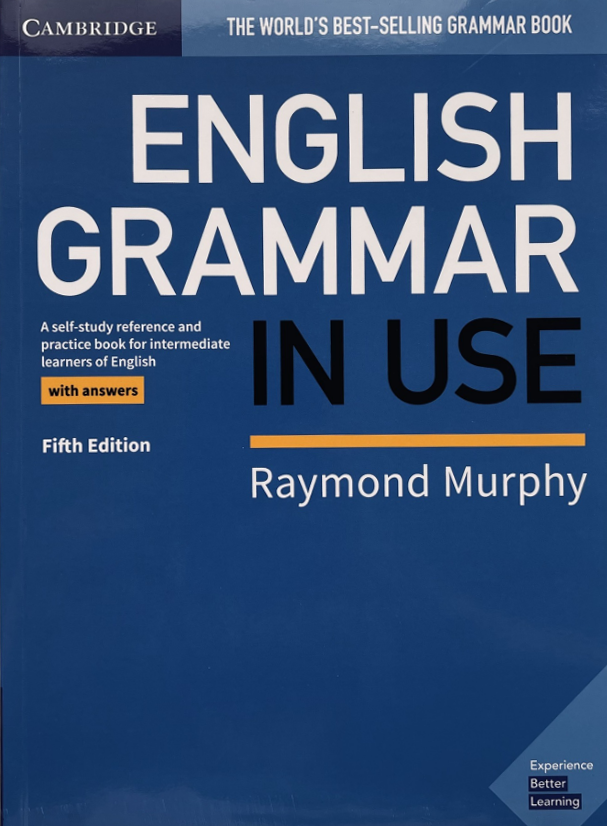 CAMBRIDGE
THE WORLD'S BEST-SELLING GRAMMAR BOOK
ENGLISH
GRAMMAR
IN USE
A self-study reference and
practice book for intermediate
learners of English
with answers
Fifth Edition
Raymond Murphy
Experience
Better
Learning